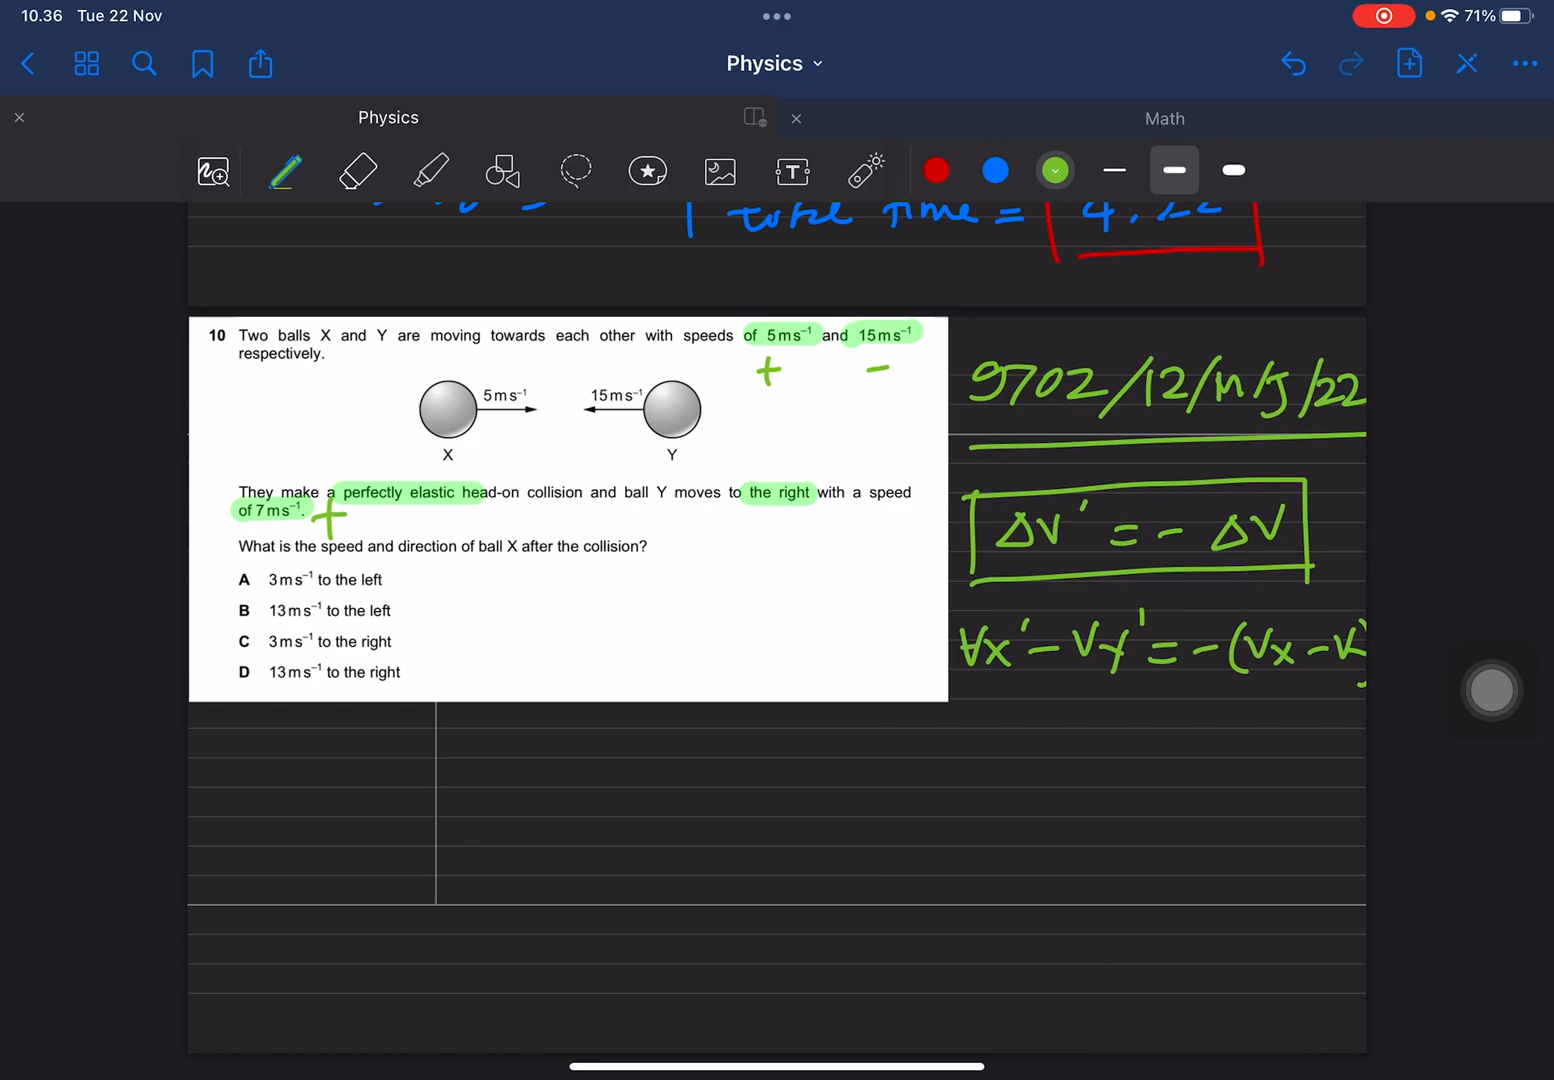 10.36 Tue 22 Nov
71%
Physics
Physics
Math
total time = 4,22
10 Two balls X and Y are moving towards each other with speeds of 5 m s⁻¹ and 15 m s⁻¹
respectively.
+ −
5 m s⁻¹ 15 m s⁻¹
X Y
They make a perfectly elastic head-on collision and ball Y moves to the right with a speed
of 7 m s⁻¹. +
What is the speed and direction of ball X after the collision?
A 3 m s⁻¹ to the left
B 13 m s⁻¹ to the left
C 3 m s⁻¹ to the right
D 13 m s⁻¹ to the right
9702/12/M/J/22
ΔV' = - ΔV
Vx' - Vy' = - (Vx - V